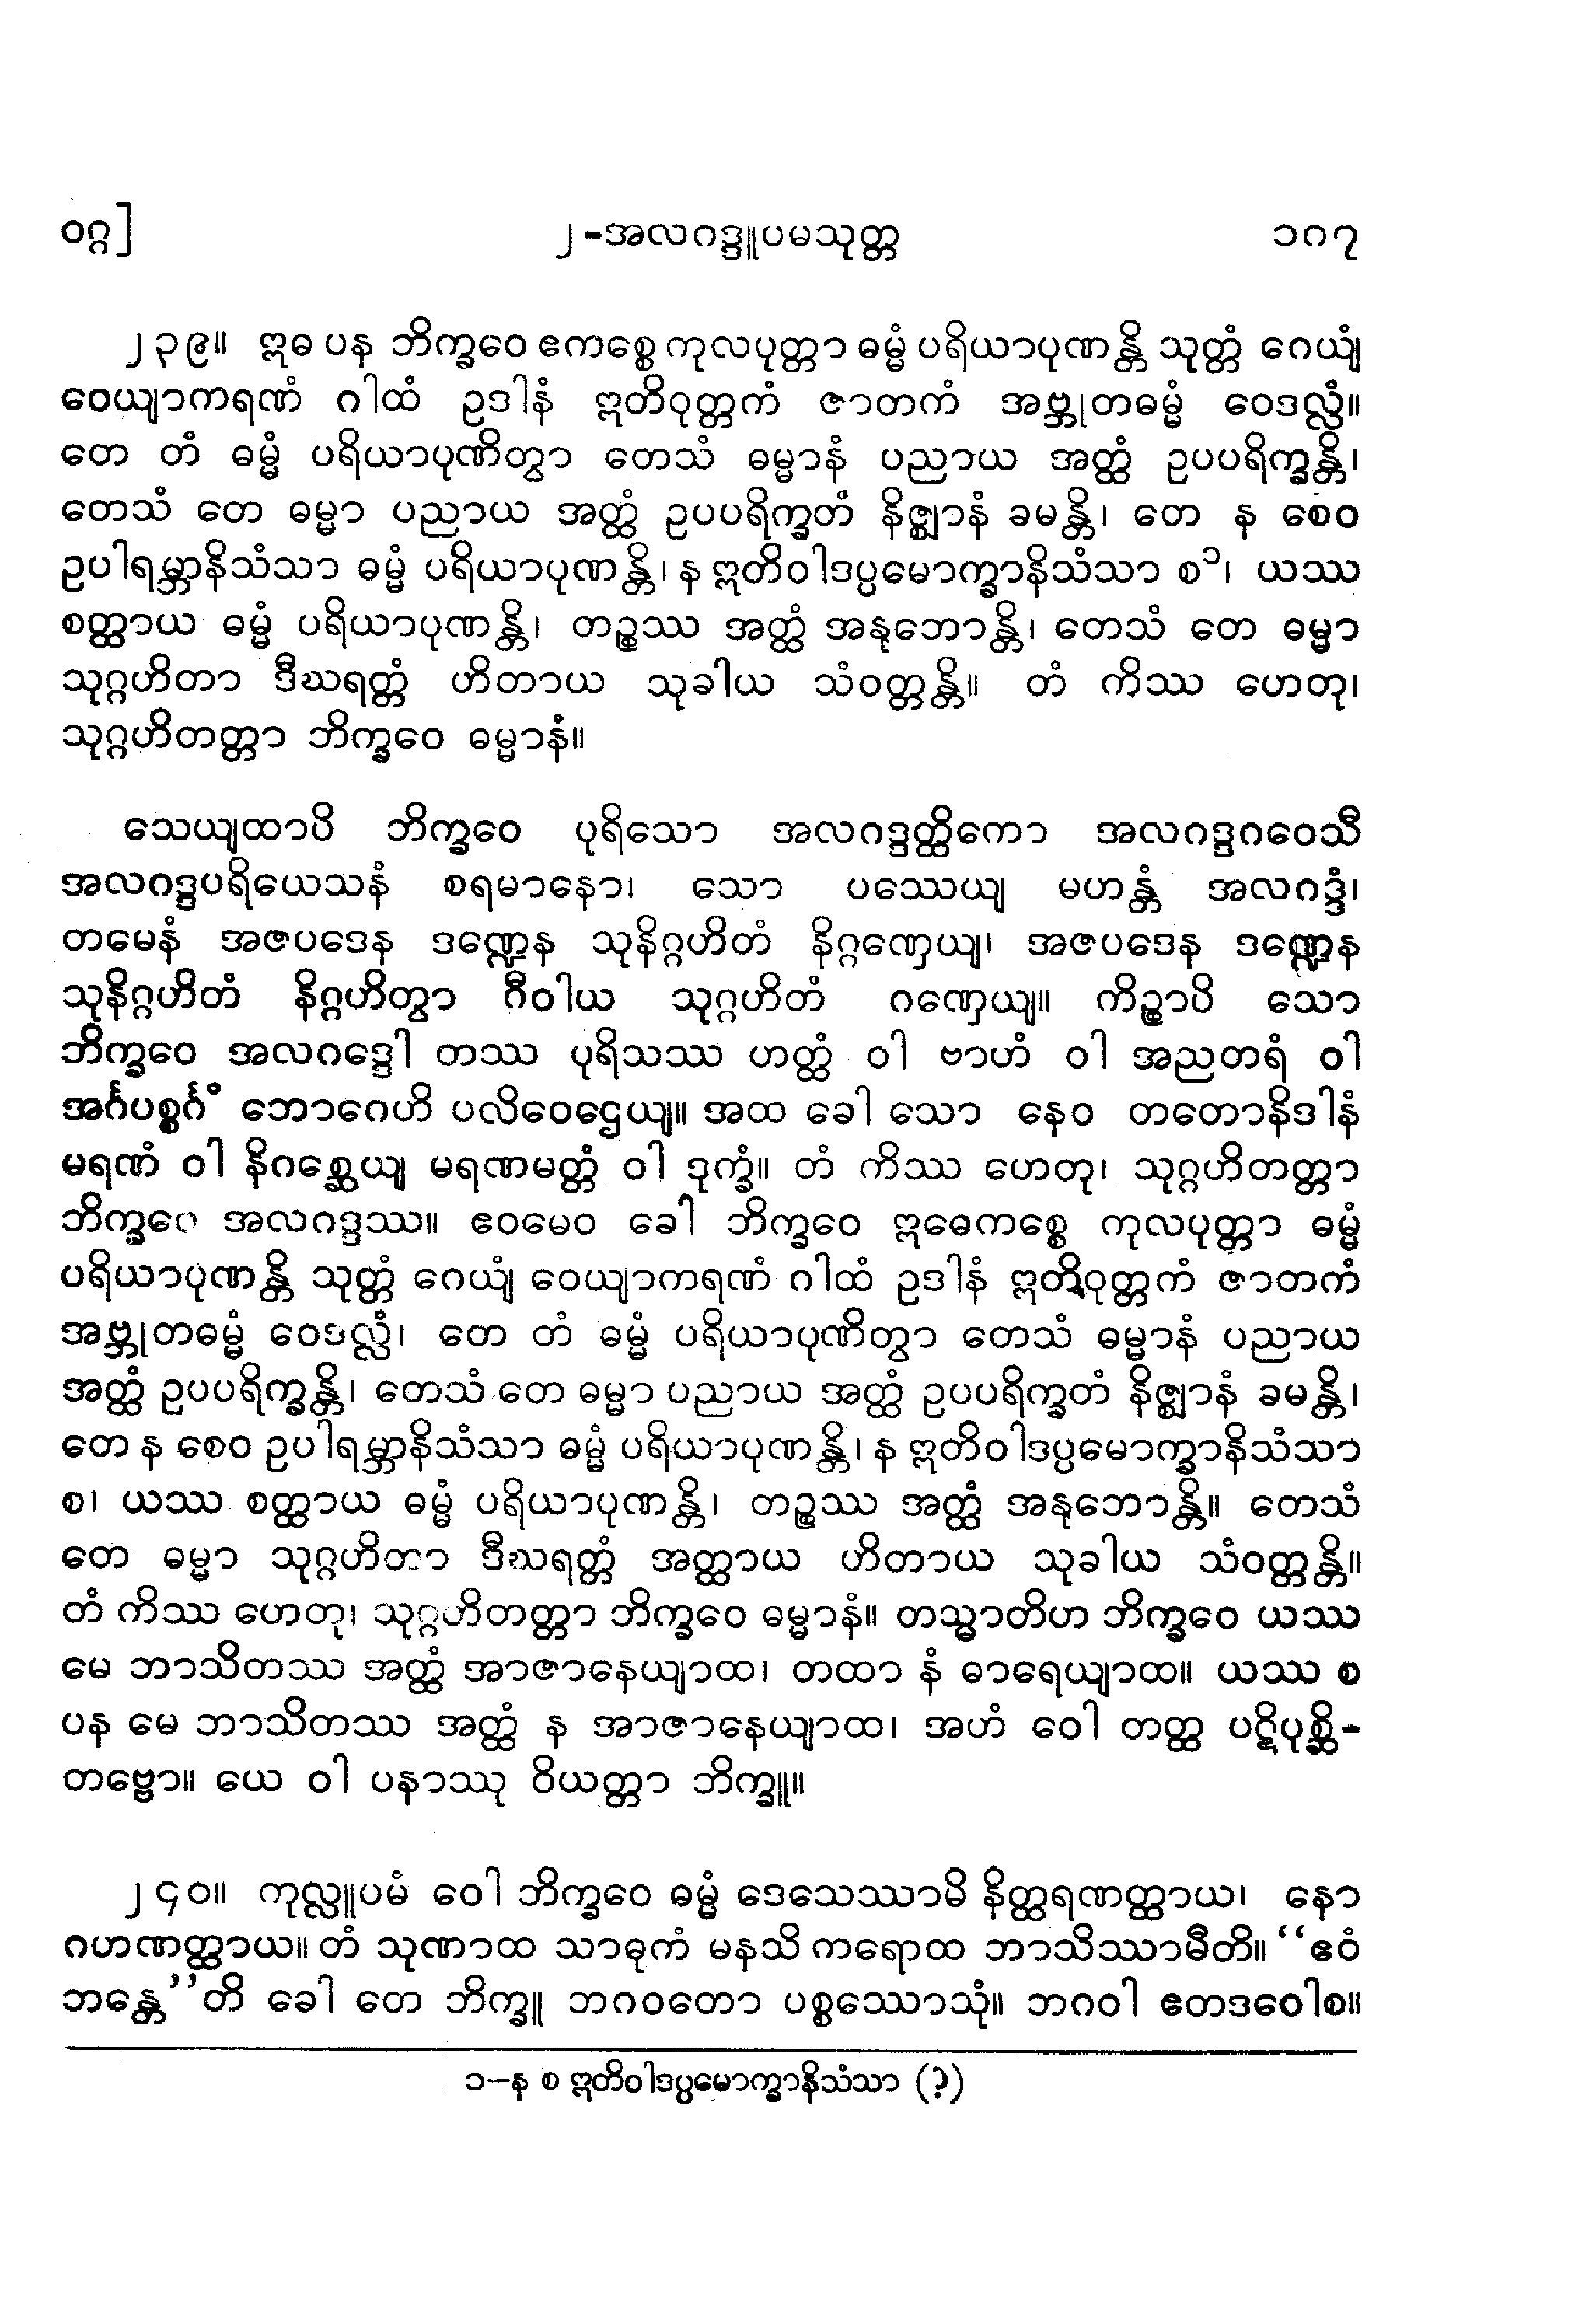 ဝဂ္ဂ] ၂-အလဂဒ္ဒူပမသုတ္တ ၁၈၇
၂၃၉။ ဣဓ ပန ဘိက္ခဝေ ဧကစ္စေ ကုလပုတ္တာ ဓမ္မံ ပရိယာပုဏန္တိ သုတ္တံ ဂေယျံ
ဝေယျာကရဏံ ဂါထံ ဥဒါနံ ဣတိဝုတ္တကံ ဇာတကံ အဗ္ဘုတဓမ္မံ ဝေဒလ္လံ။
တေ တံ ဓမ္မံ ပရိယာပုဏိတွာ တေသံ ဓမ္မာနံ ပညာယ အတ္ထံ ဥပပရိက္ခန္တိ၊
တေသံ တေ ဓမ္မာ ပညာယ အတ္ထံ ဥပပရိက္ခတံ နိဇ္ဈာနံ ခမန္တိ၊ တေ န စေဝ
ဥပါရမ္ဘာနိသံသာ ဓမ္မံ ပရိယာပုဏန္တိ၊ န ဣတိဝါဒပ္ပမောက္ခာနိသံသာ စ၁၊ ယဿ
စတ္ထာယ ဓမ္မံ ပရိယာပုဏန္တိ၊ တဉ္စဿ အတ္ထံ အနုဘောန္တိ၊ တေသံ တေ ဓမ္မာ
သုဂ္ဂဟိတာ ဒီဃရတ္တံ ဟိတာယ သုခါယ သံဝတ္တန္တိ။ တံ ကိဿ ဟေတု၊
သုဂ္ဂဟိတတ္တာ ဘိက္ခဝေ ဓမ္မာနံ။
သေယျထာပိ ဘိက္ခဝေ ပုရိသော အလဂဒ္ဒတ္ထိကော အလဂဒ္ဒဂဝေသီ
အလဂဒ္ဒပရိယေသနံ စရမာနော၊ သော ပဿေယျ မဟန္တံ အလဂဒ္ဒံ၊
တမေနံ အဇပဒေန ဒဏ္ဍေန သုနိဂ္ဂဟိတံ နိဂ္ဂဏှေယျ၊ အဇပဒေန ဒဏ္ဍေန
သုနိဂ္ဂဟိတံ နိဂ္ဂဟိတွာ ဂီဝါယ သုဂ္ဂဟိတံ ဂဏှေယျ။ ကိဉ္စာပိ သော
ဘိက္ခဝေ အလဂဒ္ဒေါ တဿ ပုရိသဿ ဟတ္ထံ ဝါ ဗာဟံ ဝါ အညတရံ ဝါ
အင်္ဂပစ္စင်္ဂံ ဘောဂေဟိ ပလိဝေဌေယျ။ အထ ခေါ သော နေဝ တတောနိဒါနံ
မရဏံ ဝါ နိဂစ္ဆေယျ မရဏမတ္တံ ဝါ ဒုက္ခံ။ တံ ကိဿ ဟေတု၊ သုဂ္ဂဟိတတ္တာ
ဘိက္ခဝေ အလဂဒ္ဒဿ။ ဧဝမေဝ ခေါ ဘိက္ခဝေ ဣဓေကစ္စေ ကုလပုတ္တာ ဓမ္မံ
ပရိယာပုဏန္တိ သုတ္တံ ဂေယျံ ဝေယျာကရဏံ ဂါထံ ဥဒါနံ ဣတိဝုတ္တကံ ဇာတကံ
အဗ္ဘုတဓမ္မံ ဝေဒလ္လံ၊ တေ တံ ဓမ္မံ ပရိယာပုဏိတွာ တေသံ ဓမ္မာနံ ပညာယ
အတ္ထံ ဥပပရိက္ခန္တိ၊ တေသံ တေ ဓမ္မာ ပညာယ အတ္ထံ ဥပပရိက္ခတံ နိဇ္ဈာနံ ခမန္တိ၊
တေ န စေဝ ဥပါရမ္ဘာနိသံသာ ဓမ္မံ ပရိယာပုဏန္တိ၊ န ဣတိဝါဒပ္ပမောက္ခာနိသံသာ
စ၊ ယဿ စတ္ထာယ ဓမ္မံ ပရိယာပုဏန္တိ၊ တဉ္စဿ အတ္ထံ အနုဘောန္တိ။ တေသံ
တေ ဓမ္မာ သုဂ္ဂဟိတာ ဒီဃရတ္တံ အတ္ထာယ ဟိတာယ သုခါယ သံဝတ္တန္တိ။
တံ ကိဿ ဟေတု၊ သုဂ္ဂဟိတတ္တာ ဘိက္ခဝေ ဓမ္မာနံ။ တသ္မာတိဟ ဘိက္ခဝေ ယဿ
မေ ဘာသိတဿ အတ္ထံ အာဇာနေယျာထ၊ တထာ နံ ဓာရေယျာထ။ ယဿ စ
ပန မေ ဘာသိတဿ အတ္ထံ န အာဇာနေယျာထ၊ အဟံ ဝေါ တတ္ထ ပဋိပုစ္ဆိ-
တဗ္ဗော။ ယေ ဝါ ပနာဿု ဝိယတ္တာ ဘိက္ခူ။
၂၄၀။ ကုလ္လူပမံ ဝေါ ဘိက္ခဝေ ဓမ္မံ ဒေသေဿာမိ နိတ္ထရဏတ္ထာယ၊ နော
ဂဟဏတ္ထာယ။ တံ သုဏာထ သာဓုကံ မနသိ ကရောထ ဘာသိဿာမီတိ။ ‘‘ဧဝံ
ဘန္တေ’’တိ ခေါ တေ ဘိက္ခူ ဘဂဝတော ပစ္စဿောသုံ။ ဘဂဝါ ဧတဒဝေါစ။
၁-န စ ဣတိဝါဒပ္ပမောက္ခာနိသံသာ (?)